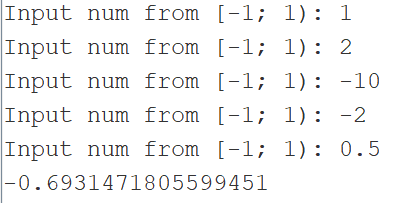 Input num from [-1; 1): 1
Input num from [-1; 1): 2
Input num from [-1; 1): -10
Input num from [-1; 1): -2
Input num from [-1; 1): 0.5
-0.6931471805599451